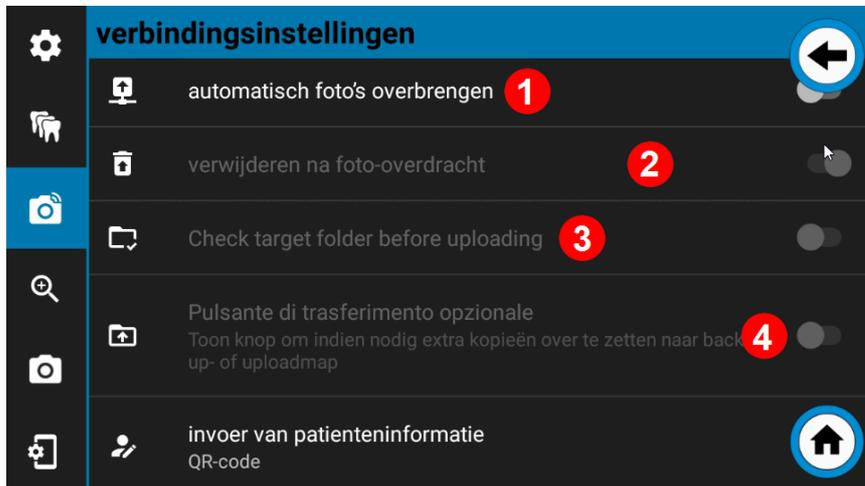 verbindingsinstellingen
automatisch foto's overbrengen 1
verwijderen na foto-overdracht 2
Check target folder before uploading 3
Pulsante di trasferimento opzionale
Toon knop om indien nodig extra kopieën over te zetten naar back 4
up- of uploadmap
invoer van patienteninformatie
QR-code